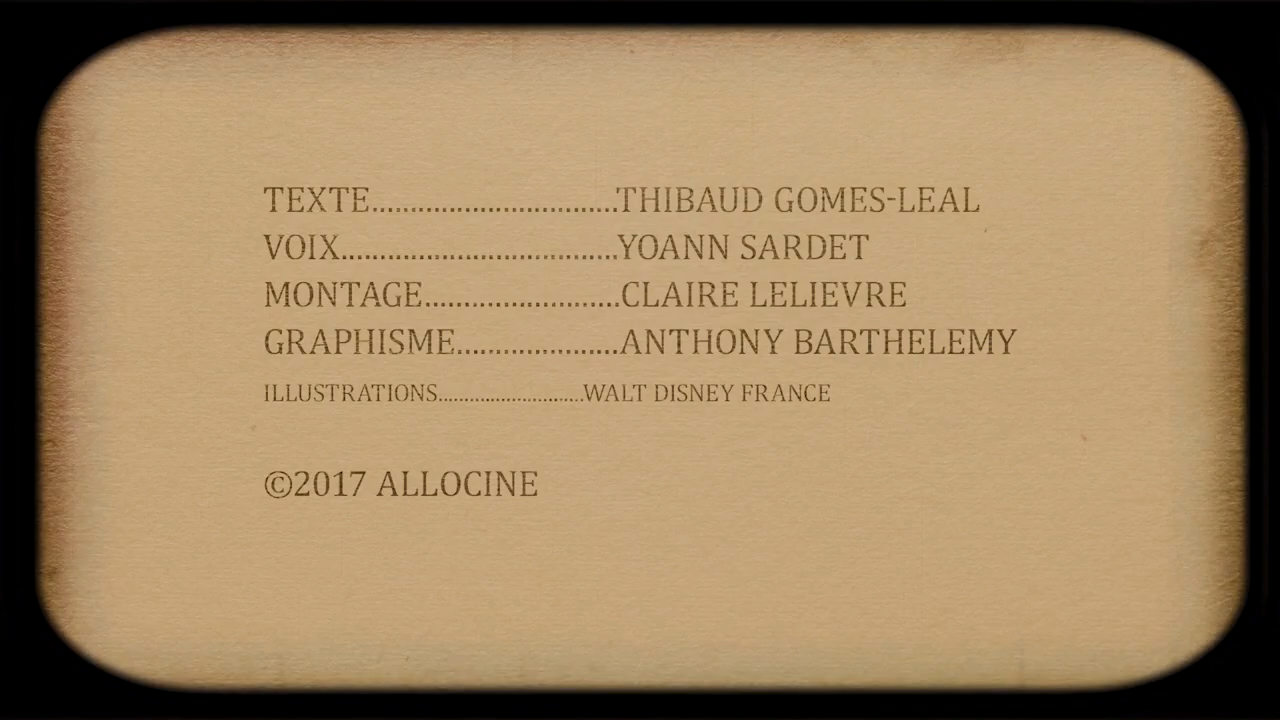 TEXTE.................................THIBAUD GOMES-LEAL
VOIX.....................................YOANN SARDET
MONTAGE..........................CLAIRE LELIEVRE
GRAPHISME......................ANTHONY BARTHELEMY
ILLUSTRATIONS............................WALT DISNEY FRANCE
©2017 ALLOCINE